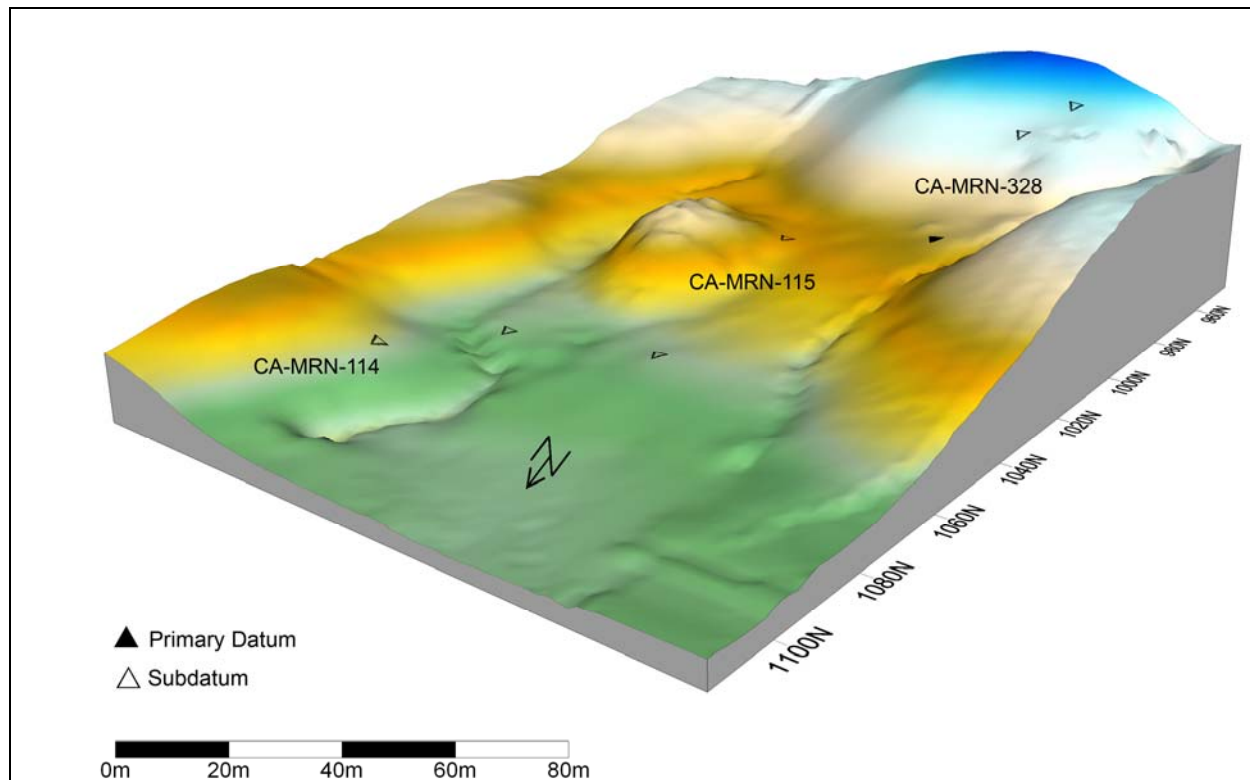 CA-MRN-328
CA-MRN-115
CA-MRN-114
N
960N
980N
1000N
1020N
1040N
1060N
1080N
1100N
Primary Datum
Subdatum
0m 20m 40m 60m 80m